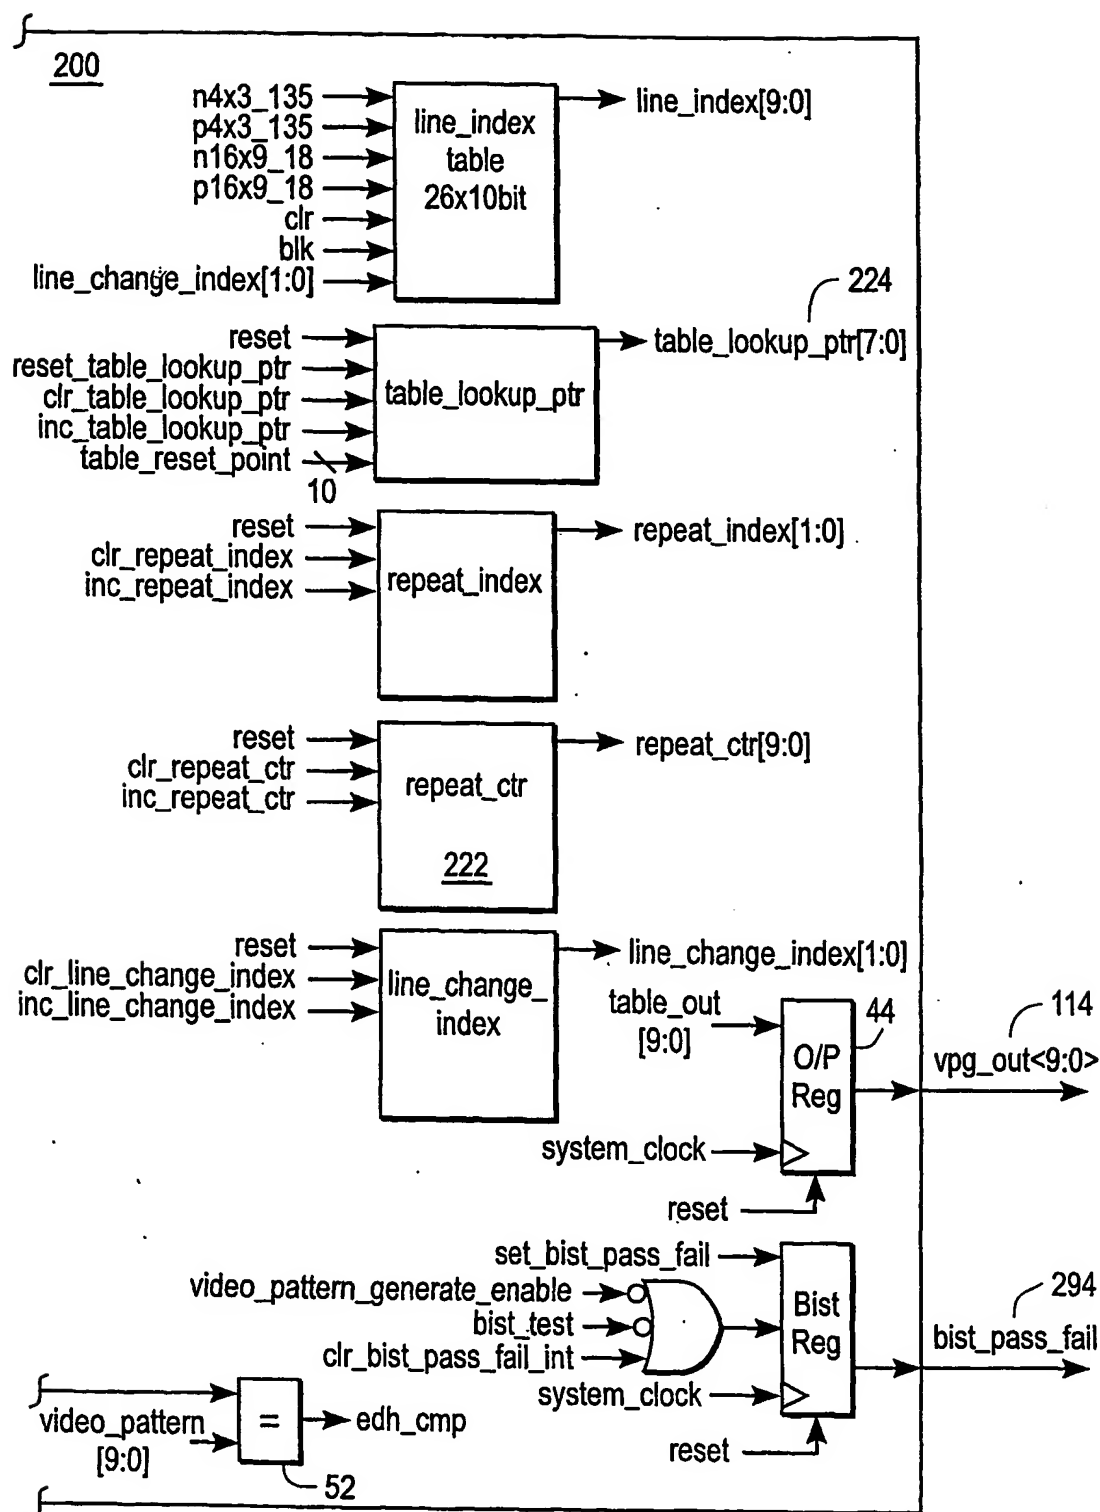 200
n4x3_135
p4x3_135
n16x9_18
p16x9_18
clr
blk
line_change_index[1:0]
line_index
table
26x10bit
line_index[9:0]
224
reset
reset_table_lookup_ptr
clr_table_lookup_ptr
inc_table_lookup_ptr
table_reset_point
10
table_lookup_ptr
table_lookup_ptr[7:0]
reset
clr_repeat_index
inc_repeat_index
repeat_index
repeat_index[1:0]
reset
clr_repeat_ctr
inc_repeat_ctr
repeat_ctr
222
repeat_ctr[9:0]
reset
clr_line_change_index
inc_line_change_index
line_change_
index
line_change_index[1:0]
table_out
[9:0]
system_clock
reset
O/P
Reg
44
114
vpg_out<9:0>
set_bist_pass_fail
video_pattern_generate_enable
bist_test
clr_bist_pass_fail_int
system_clock
reset
Bist
Reg
294
bist_pass_fail
video_pattern
[9:0]
=
edh_cmp
52